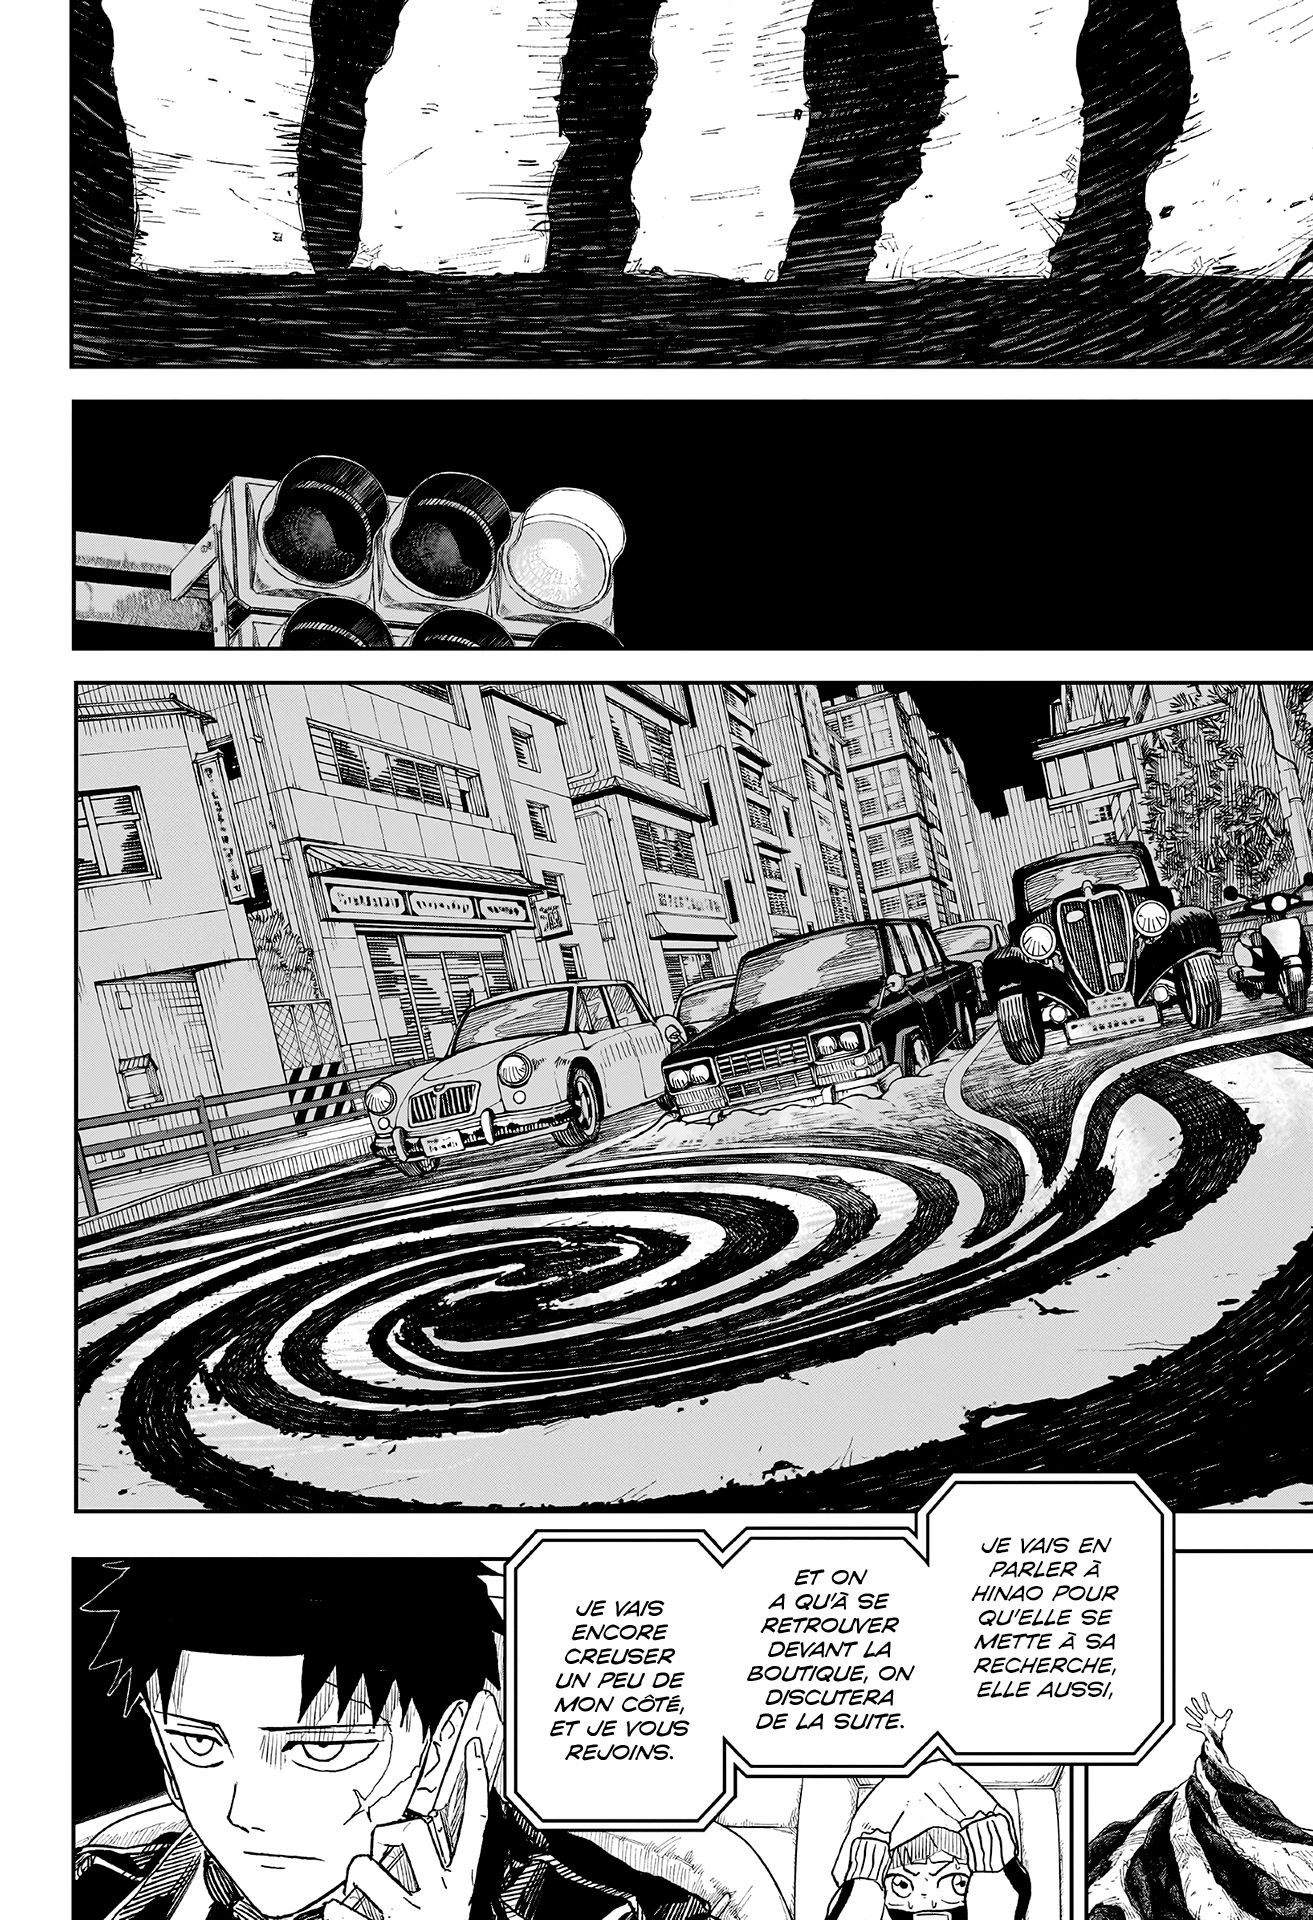 JE VAIS EN
PARLER À
HINAO POUR
QU'ELLE SE
METTE À SA
RECHERCHE,
ELLE AUSSI,
ET ON
A QU'À SE
RETROUVER
DEVANT LA
BOUTIQUE, ON
DISCUTERA
DE LA SUITE.
JE VAIS
ENCORE
CREUSER
UN PEU DE
MON CÔTÉ,
ET JE VOUS
REJOINS.